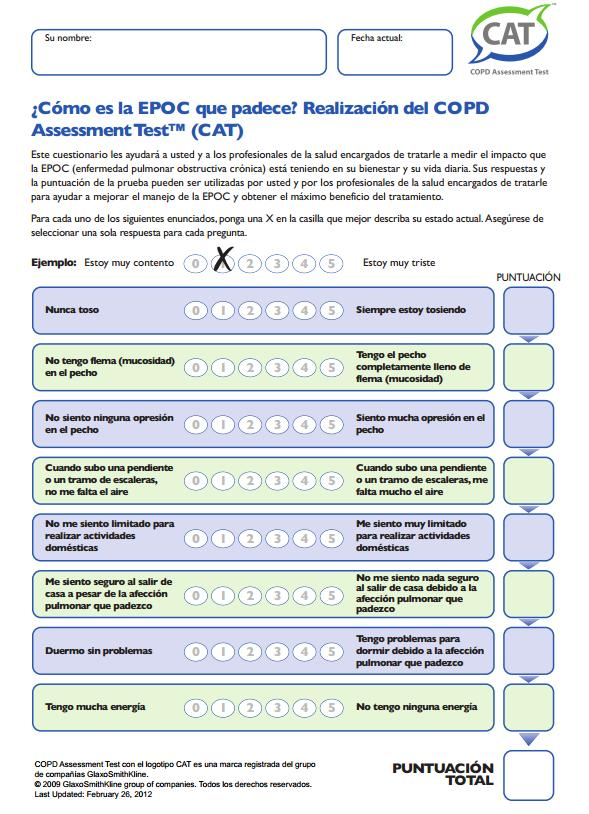 Su nombre:
Fecha actual:
CAT
COPD Assessment Test
¿Cómo es la EPOC que padece? Realización del COPD
Assessment Test™ (CAT)
Este cuestionario les ayudará a usted y a los profesionales de la salud encargados de tratarle a medir el impacto que
la EPOC (enfermedad pulmonar obstructiva crónica) está teniendo en su bienestar y su vida diaria. Sus respuestas y
la puntuación de la prueba pueden ser utilizadas por usted y por los profesionales de la salud encargados de tratarle
para ayudar a mejorar el manejo de la EPOC y obtener el máximo beneficio del tratamiento.
Para cada uno de los siguientes enunciados, ponga una X en la casilla que mejor describa su estado actual. Asegúrese de
seleccionar una sola respuesta para cada pregunta.
Ejemplo: Estoy muy contento 0 X 2 3 4 5 Estoy muy triste
PUNTUACIÓN
Nunca toso 0 1 2 3 4 5 Siempre estoy tosiendo
No tengo flema (mucosidad)
en el pecho
0 1 2 3 4 5
Tengo el pecho
completamente lleno de
flema (mucosidad)
No siento ninguna opresión
en el pecho
0 1 2 3 4 5
Siento mucha opresión en el
pecho
Cuando subo una pendiente
o un tramo de escaleras,
no me falta el aire
0 1 2 3 4 5
Cuando subo una pendiente
o un tramo de escaleras, me
falta mucho el aire
No me siento limitado para
realizar actividades
domésticas
0 1 2 3 4 5
Me siento muy limitado
para realizar actividades
domésticas
Me siento seguro al salir de
casa a pesar de la afección
pulmonar que padezco
0 1 2 3 4 5
No me siento nada seguro
al salir de casa debido a la
afección pulmonar que
padezco
Duermo sin problemas
0 1 2 3 4 5
Tengo problemas para
dormir debido a la afección
pulmonar que padezco
Tengo mucha energía 0 1 2 3 4 5 No tengo ninguna energía
COPD Assessment Test con el logotipo CAT es una marca registrada del grupo
de compañías GlaxoSmithKline.
© 2009 GlaxoSmithKline group of companies. Todos los derechos reservados.
Last Updated: February 26, 2012
PUNTUACIÓN
TOTAL